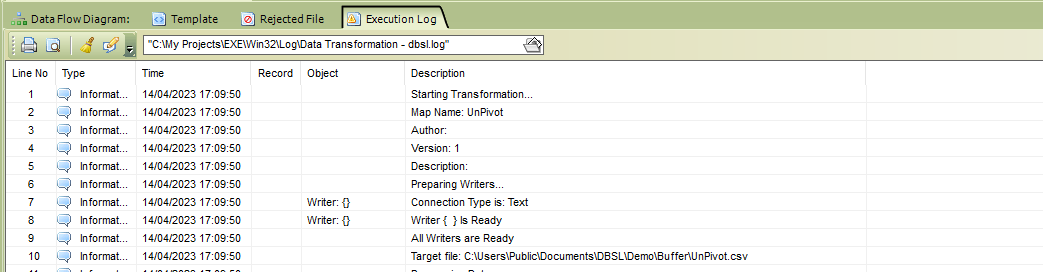 Data Flow Diagram: Template Rejected File Execution Log
"C:\My Projects\EXE\Win32\Log\Data Transformation - dbsl.log"
Line No Type Time Record Object Description
1 Informat... 14/04/2023 17:09:50 Starting Transformation...
2 Informat... 14/04/2023 17:09:50 Map Name: UnPivot
3 Informat... 14/04/2023 17:09:50 Author:
4 Informat... 14/04/2023 17:09:50 Version: 1
5 Informat... 14/04/2023 17:09:50 Description:
6 Informat... 14/04/2023 17:09:50 Preparing Writers...
7 Informat... 14/04/2023 17:09:50 Writer: {} Connection Type is: Text
8 Informat... 14/04/2023 17:09:50 Writer: {} Writer { } Is Ready
9 Informat... 14/04/2023 17:09:50 All Writers are Ready
10 Informat... 14/04/2023 17:09:50 Target file: C:\Users\Public\Documents\DBSL\Demo\Buffer\UnPivot.csv